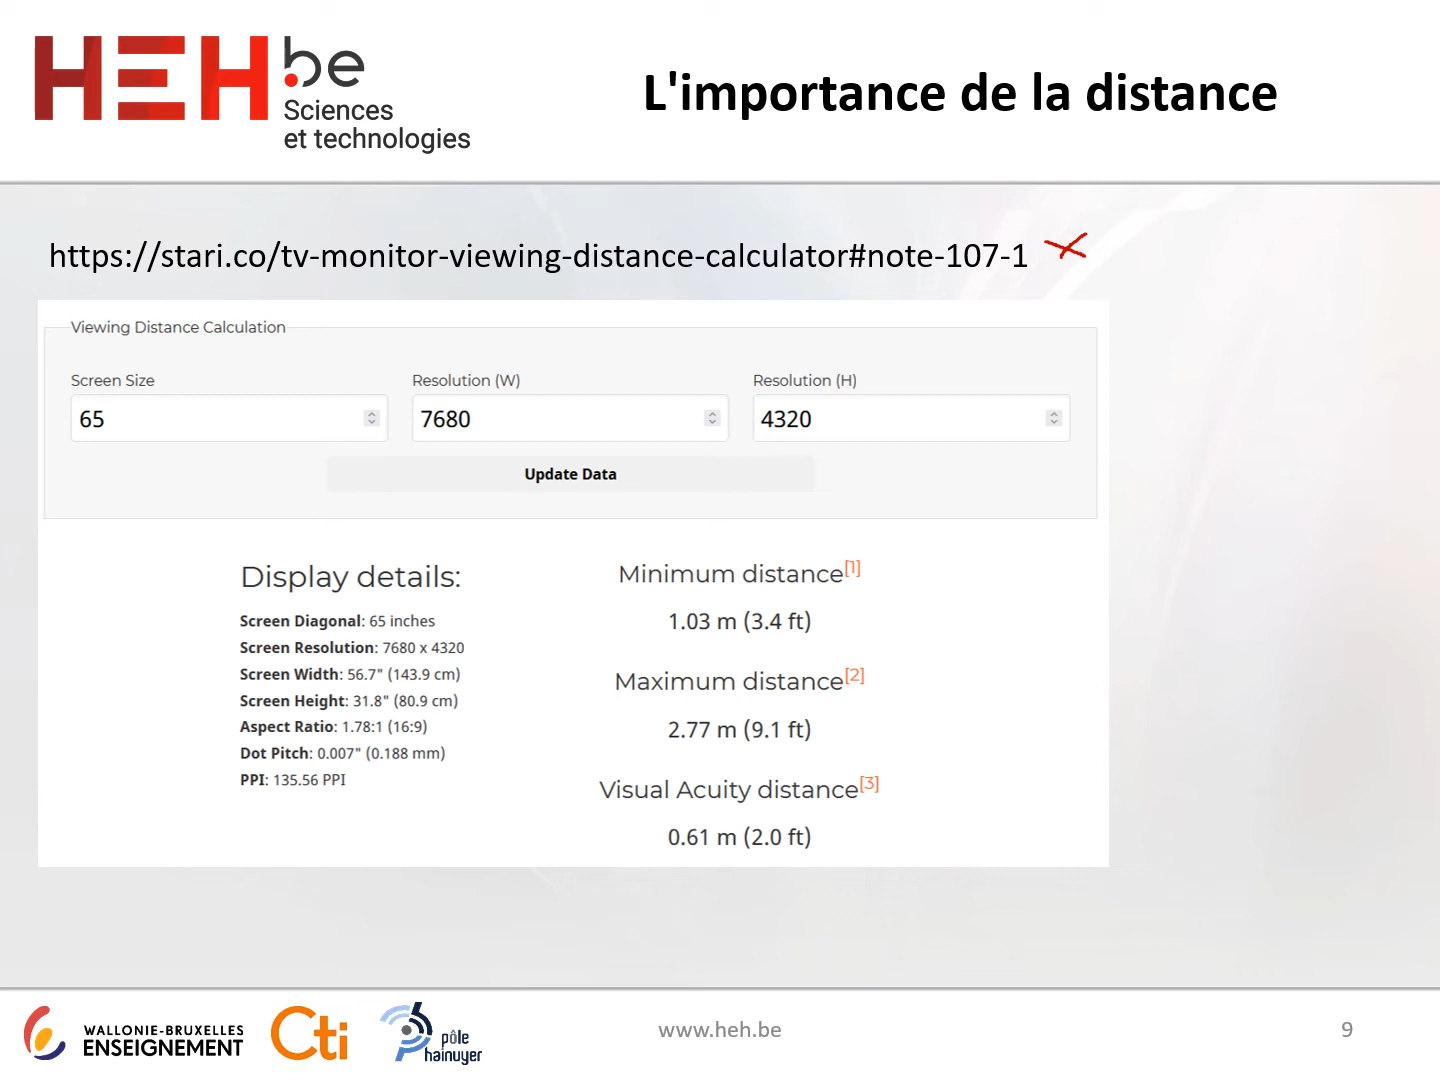 HEH.be
Sciences
et technologies
L'importance de la distance
https://stari.co/tv-monitor-viewing-distance-calculator#note-107-1
Viewing Distance Calculation
Screen Size Resolution (W) Resolution (H)
65 7680 4320
Update Data
Display details:
Screen Diagonal: 65 inches
Screen Resolution: 7680 x 4320
Screen Width: 56.7" (143.9 cm)
Screen Height: 31.8" (80.9 cm)
Aspect Ratio: 1.78:1 (16:9)
Dot Pitch: 0.007" (0.188 mm)
PPI: 135.56 PPI
Minimum distance[1]
1.03 m (3.4 ft)
Maximum distance[2]
2.77 m (9.1 ft)
Visual Acuity distance[3]
0.61 m (2.0 ft)
WALLONIE-BRUXELLES
ENSEIGNEMENT
Cti
pôle
hainuyer
www.heh.be
9